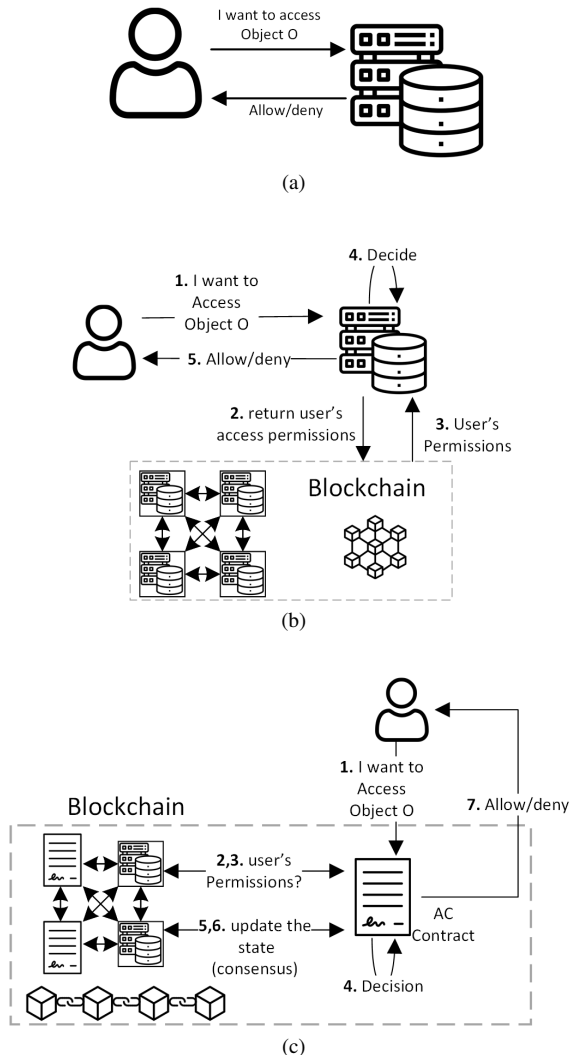 I want to access
Object O
Allow/deny
(a)
4. Decide
1. I want to
Access
Object O
5. Allow/deny
2. return user's
access permissions
3. User's
Permissions
Blockchain
(b)
1. I want to
Access
Object O
7. Allow/deny
Blockchain
2,3. user's
Permissions?
5,6. update the
state
(consensus)
AC
Contract
4. Decision
(c)